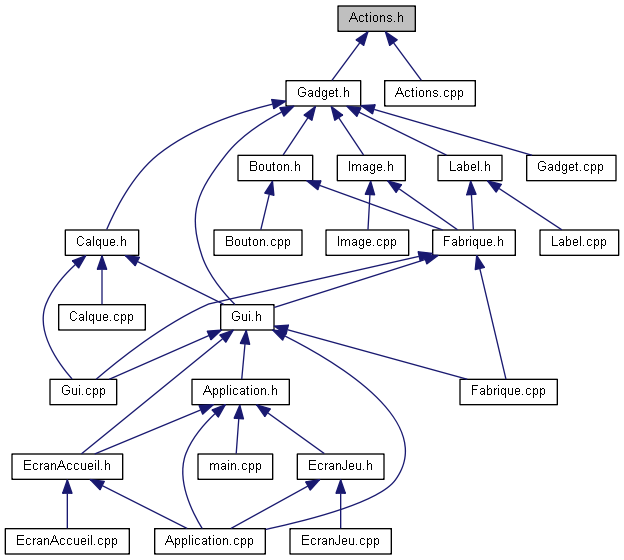 Actions.h
Gadget.h
Actions.cpp
Bouton.h
Image.h
Label.h
Gadget.cpp
Calque.h
Bouton.cpp
Image.cpp
Fabrique.h
Label.cpp
Calque.cpp
Gui.h
Gui.cpp
Application.h
Fabrique.cpp
EcranAccueil.h
main.cpp
EcranJeu.h
EcranAccueil.cpp
Application.cpp
EcranJeu.cpp